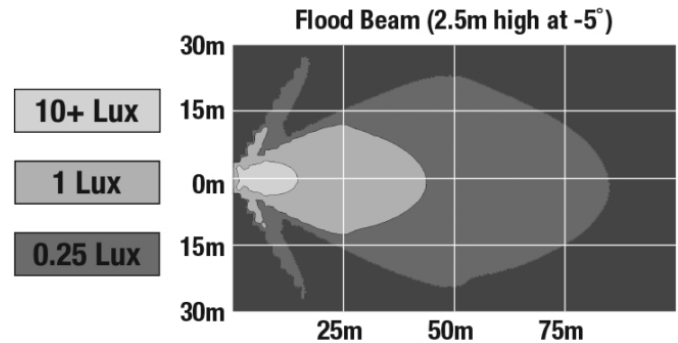 Flood Beam (2.5m high at -5°)
10+ Lux
1 Lux
0.25 Lux
30m
15m
0m
15m
30m
25m
50m
75m